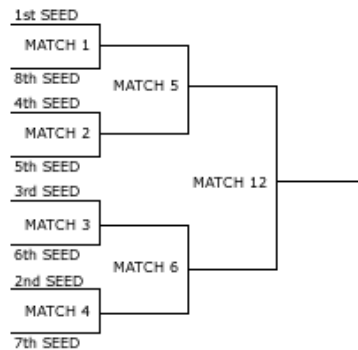 1st SEED
MATCH 1
8th SEED
MATCH 5
4th SEED
MATCH 2
5th SEED
MATCH 12
3rd SEED
MATCH 3
6th SEED
MATCH 6
2nd SEED
MATCH 4
7th SEED